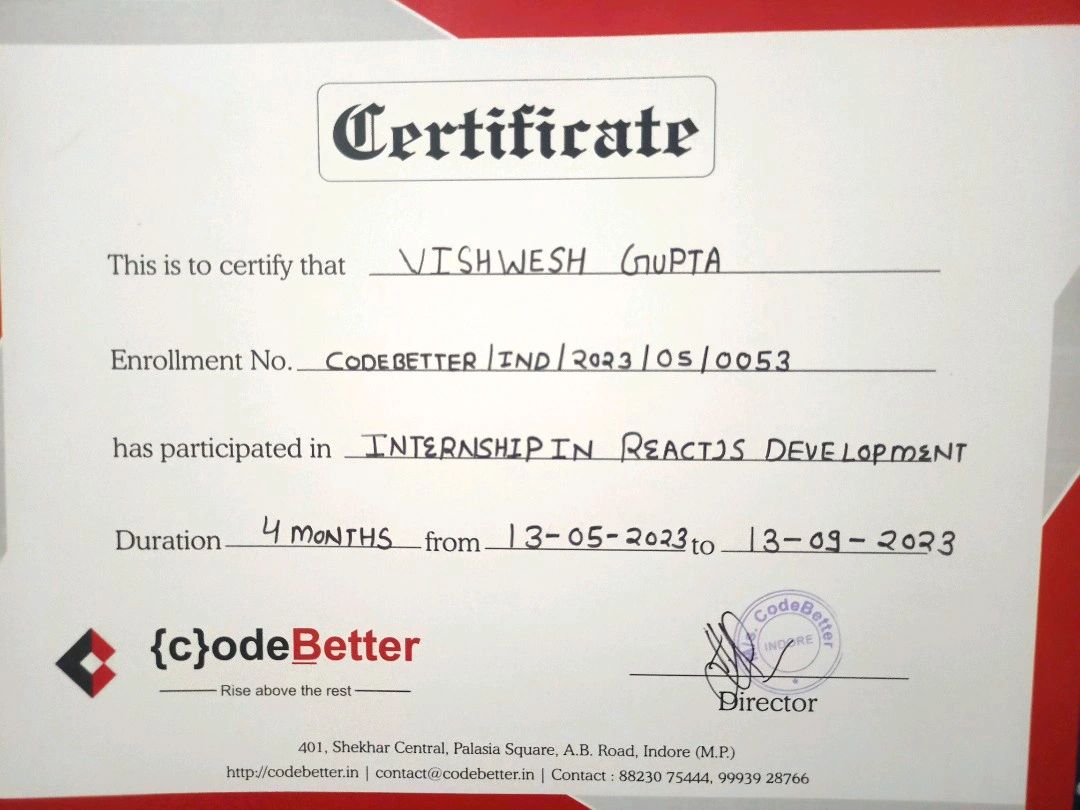 Certificate
This is to certify that VISHWESH GUPTA
Enrollment No. CODEBETTER/IND/2023/05/0053
has participated in INTERNSHIP IN REACTJS DEVELOPMENT
Duration 4 MONTHS from 13-05-2023 to 13-09-2023
{c}odeBetter
Rise above the rest
M/s. CodeBetter
INDORE
Director
401, Shekhar Central, Palasia Square, A.B. Road, Indore (M.P.)
http://codebetter.in | contact@codebetter.in | Contact : 88230 75444, 99939 28766